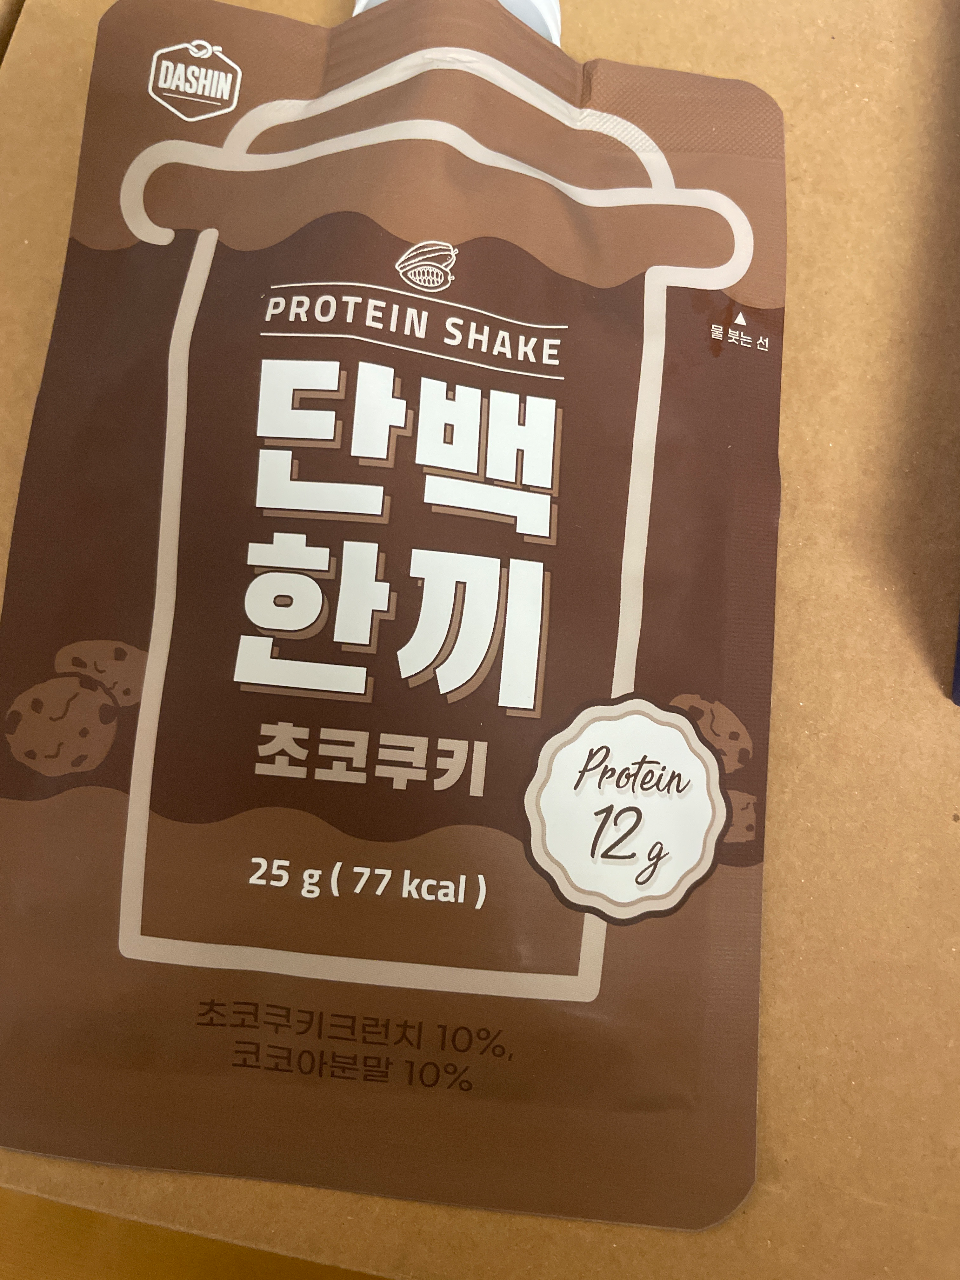 DASHIN
PROTEIN SHAKE
물 붓는 선
단백
한끼
초코쿠키
Protein
12 g
25 g ( 77 kcal )
초코쿠키크런치 10%,
코코아분말 10%